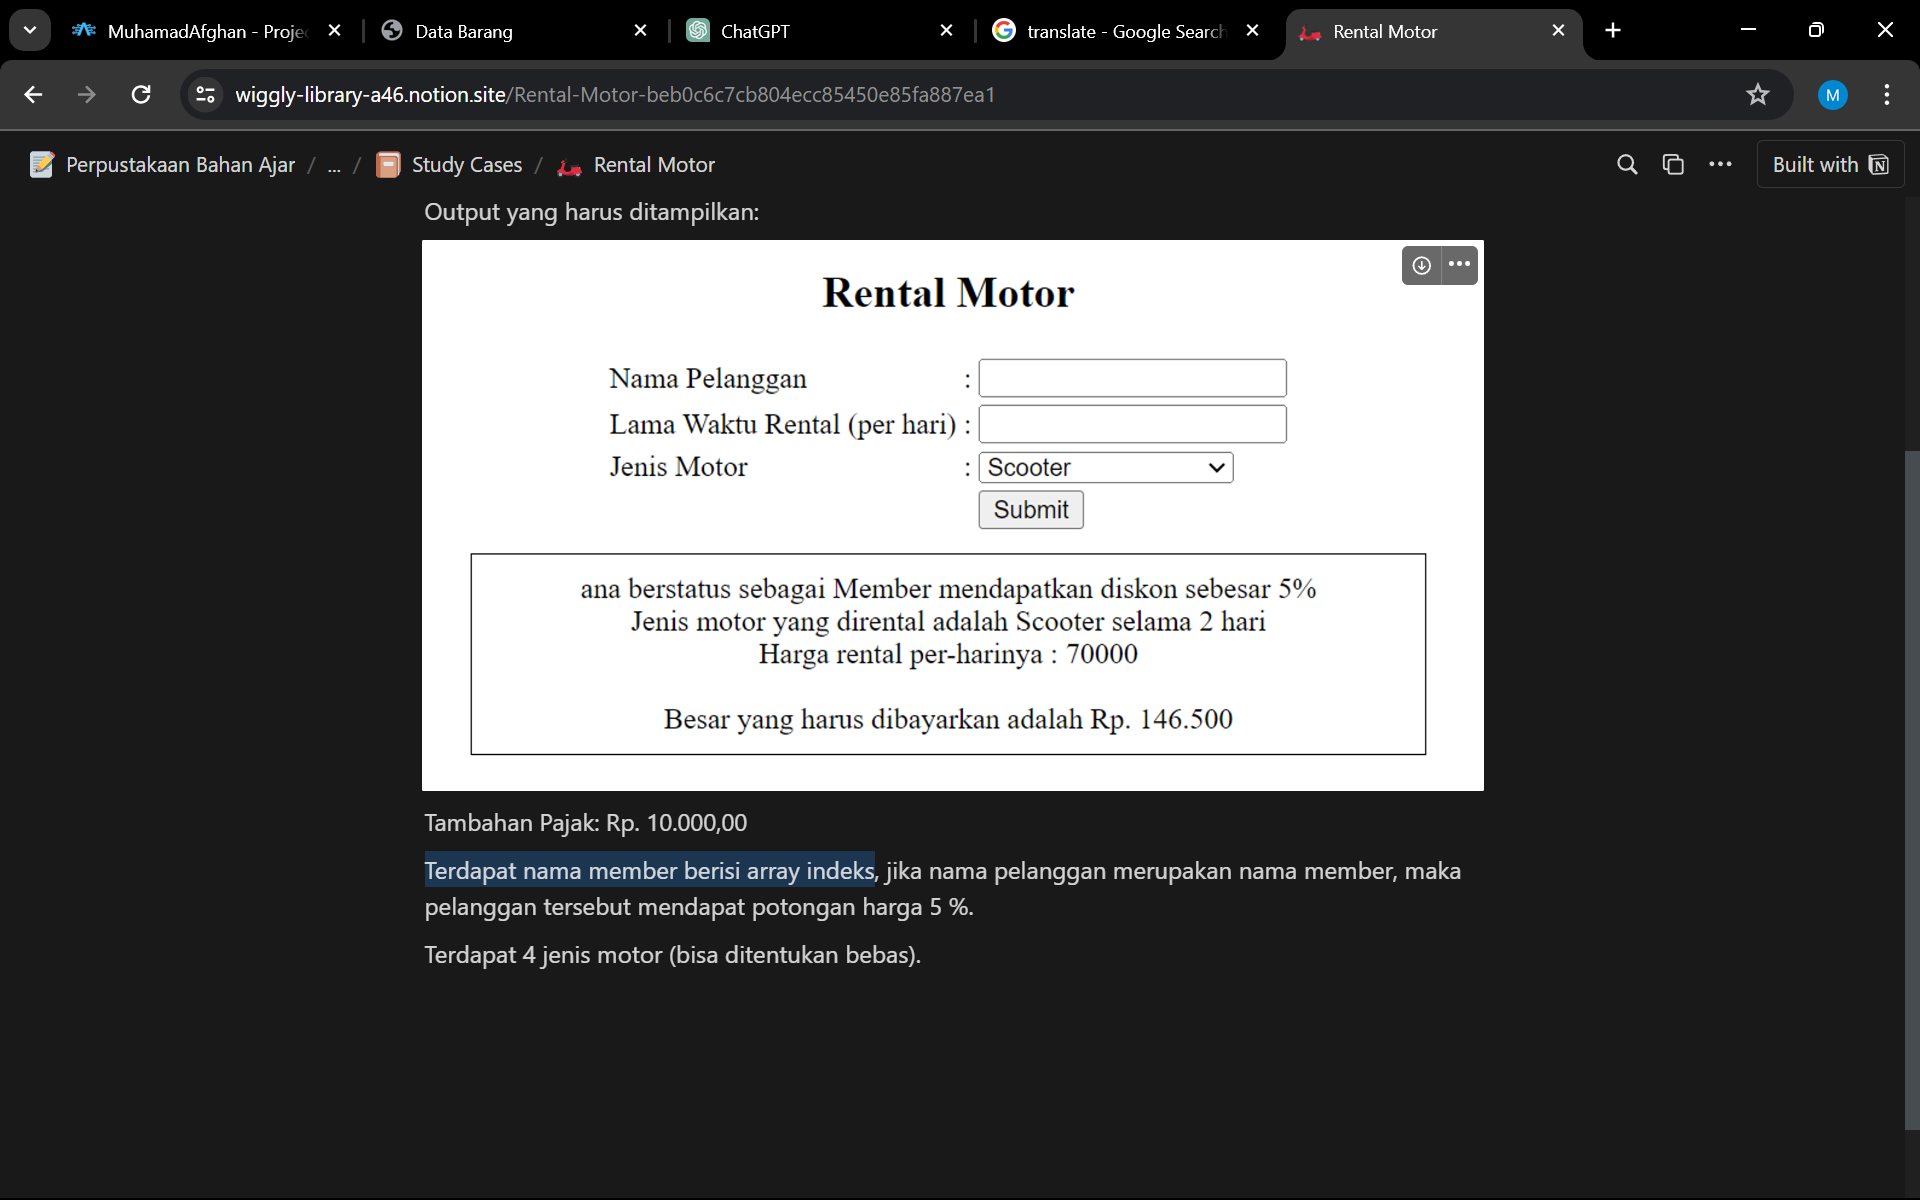 MuhamadAfghan - Projec
Data Barang
ChatGPT
translate - Google Search
Rental Motor
wiggly-library-a46.notion.site/Rental-Motor-beb0c6c7cb804ecc85450e85fa887ea1
M
Perpustakaan Bahan Ajar / ... / Study Cases / Rental Motor
Built with
Output yang harus ditampilkan:
Rental Motor
Nama Pelanggan :
Lama Waktu Rental (per hari) :
Jenis Motor : Scooter
Submit
ana berstatus sebagai Member mendapatkan diskon sebesar 5%
Jenis motor yang dirental adalah Scooter selama 2 hari
Harga rental per-harinya : 70000
Besar yang harus dibayarkan adalah Rp. 146.500
Tambahan Pajak: Rp. 10.000,00
Terdapat nama member berisi array indeks, jika nama pelanggan merupakan nama member, maka
pelanggan tersebut mendapat potongan harga 5 %.
Terdapat 4 jenis motor (bisa ditentukan bebas).